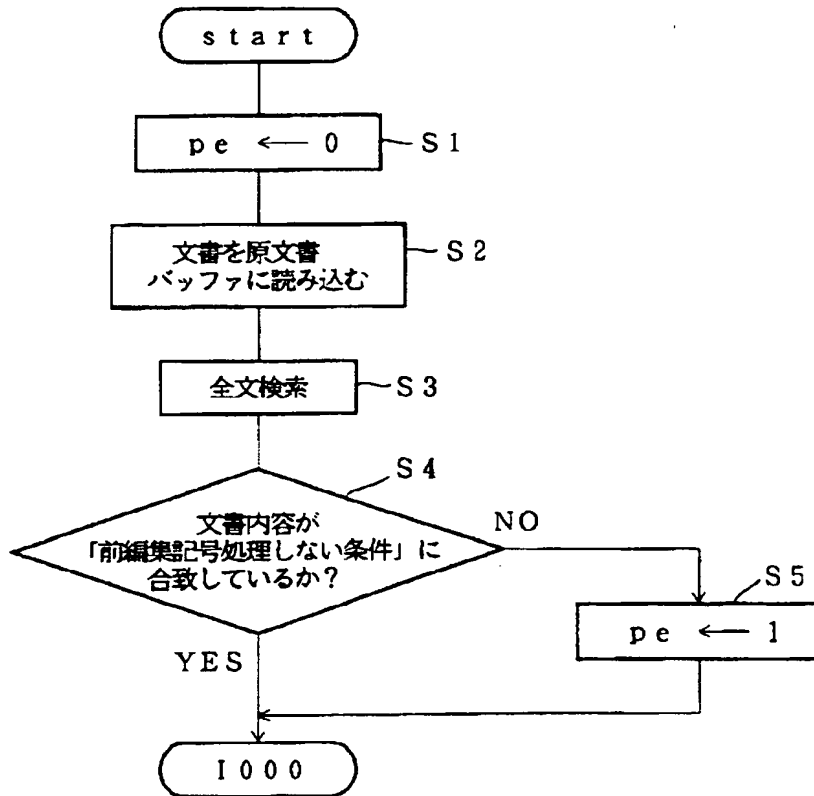 start
pe ← 0
S1
文書を原文書
バッファに読み込む
S2
全文検索
S3
S4
文書内容が
「前編集記号処理しない条件」に
合致しているか？
NO
S5
pe ← 1
YES
I000